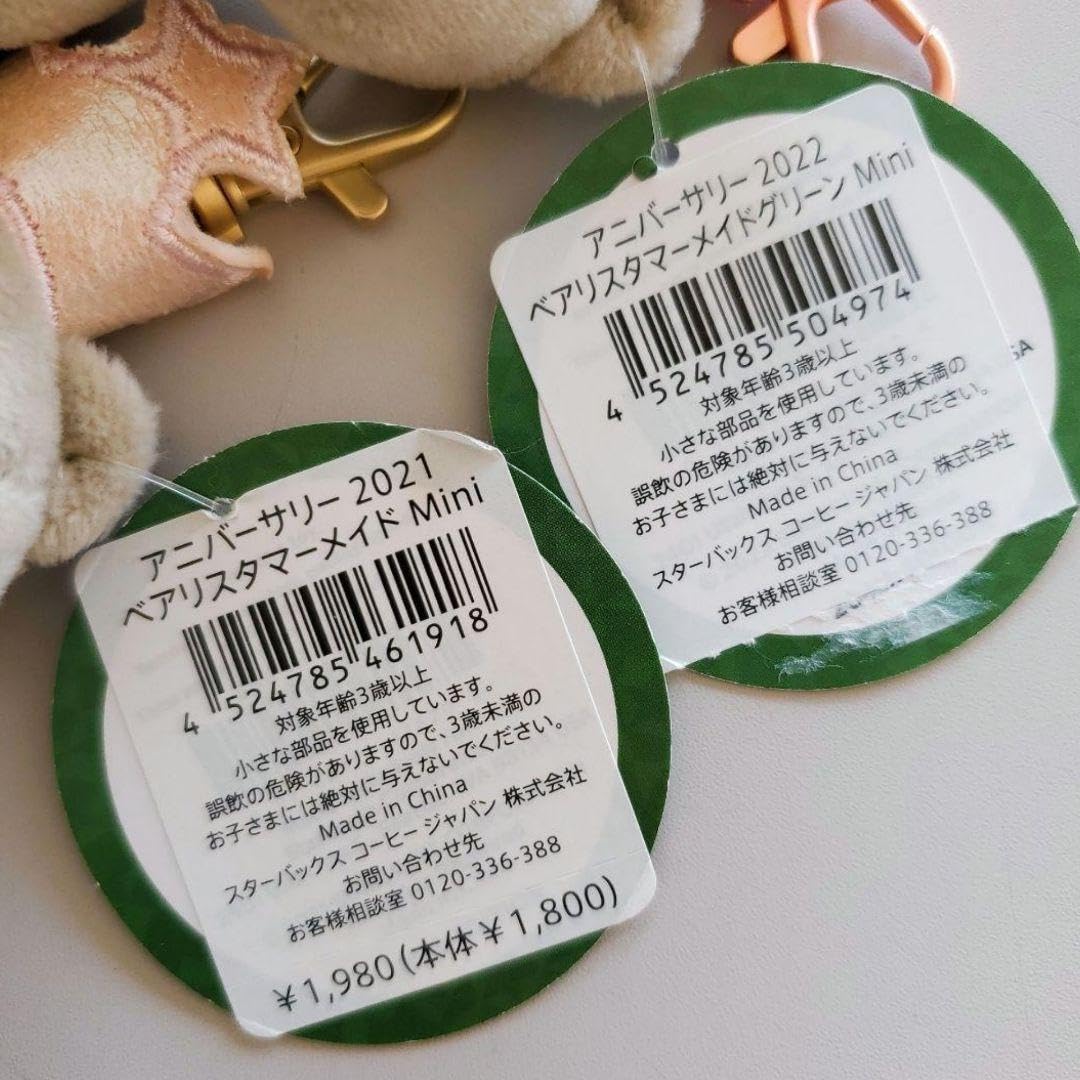 アニバーサリー 2022
ベアリスタマーメイドグリーン Mini
4 524785 504974
対象年齢3歳以上
小さな部品を使用しています。
誤飲の危険がありますので、3歳未満の
お子さまには絶対に与えないでください。
Made in China
スターバックス コーヒー ジャパン 株式会社
お問い合わせ先
お客様相談室 0120-336-388
アニバーサリー 2021
ベアリスタマーメイド Mini
4 524785 461918
対象年齢3歳以上
小さな部品を使用しています。
誤飲の危険がありますので、3歳未満の
お子さまには絶対に与えないでください。
Made in China
スターバックス コーヒー ジャパン 株式会社
お問い合わせ先
お客様相談室 0120-336-388
¥1,980(本体¥1,800)